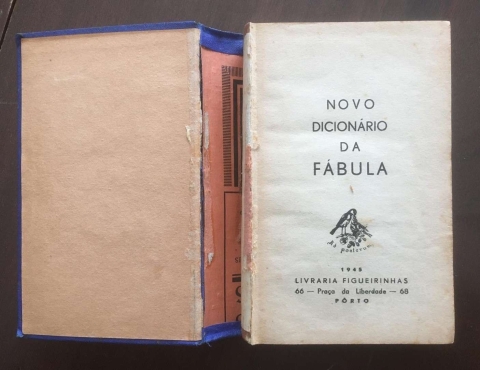 NOVO
DICIONÁRIO
DA
FÁBULA
1945
LIVRARIA FIGUEIRINHAS
66 — Praça da Liberdade — 68
PÔRTO